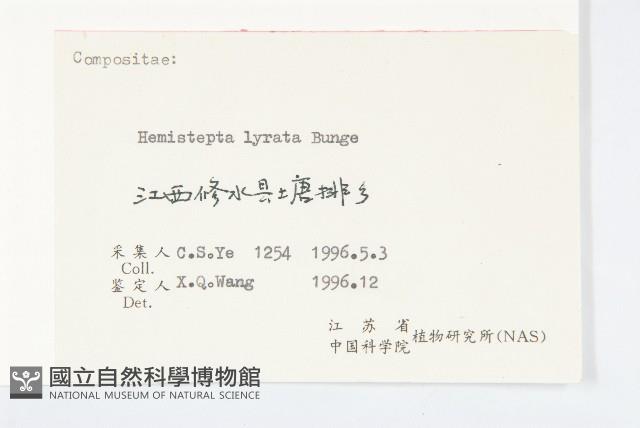 Compositae:
Hemistepta lyrata Bunge
江西修水县塘排乡
采集人 C.S.Ye 1254 1996.5.3
Coll.
鉴定人 X.Q.Wang 1996.12
Det.
江苏省
中国科学院 植物研究所(NAS)
國立自然科學博物館
NATIONAL MUSEUM OF NATURAL SCIENCE